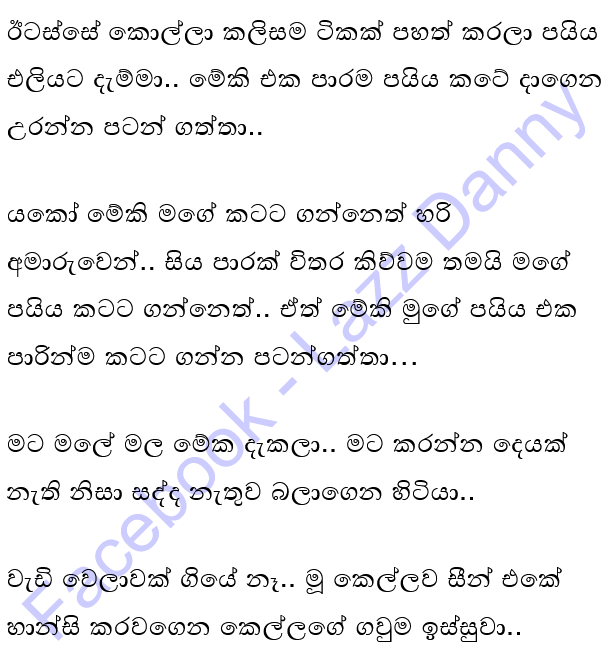 ඊටස්සේ කොල්ලා කලිසම ටිකක් පහත් කරලා පයිය
එලියට දැම්මා.. මේකි එක පාරම පයිය කටේ දාගෙන
උරන්න පටන් ගත්තා..
යකෝ මේකි මගේ කටට ගන්නෙත් හරි
අමාරුවෙන්.. සිය පාරක් විතර කිව්වම තමයි මගේ
පයිය කටට ගන්නෙත්.. ඒත් මේකි මුගේ පයිය එක
පාරින්ම කටට ගන්න පටන්ගත්තා...
මට මලේ මල මේක දැකලා.. මට කරන්න දෙයක්
නැති නිසා සද්ද නැතුව බලාගෙන හිටියා..
වැඩි වෙලාවක් ගියේ නෑ.. මූ කෙල්ලව සීන් එකේ
හාන්සි කරවගෙන කෙල්ලගේ ගවුම ඉස්සුවා..
Facebook - Lazz Danny